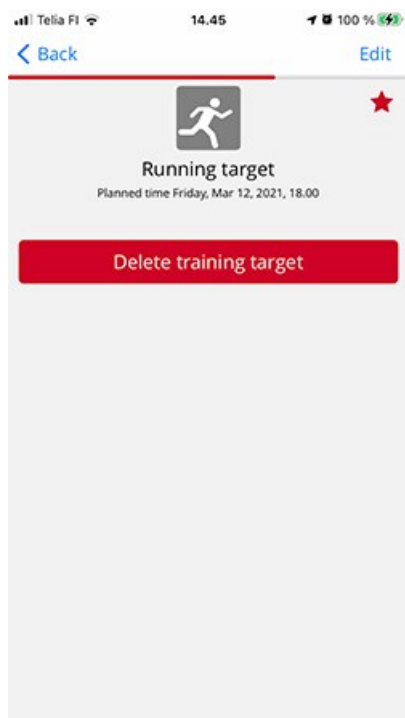 Telia FI 14.45 100 %
Back Edit
Running target
Planned time Friday, Mar 12, 2021, 18.00
Delete training target